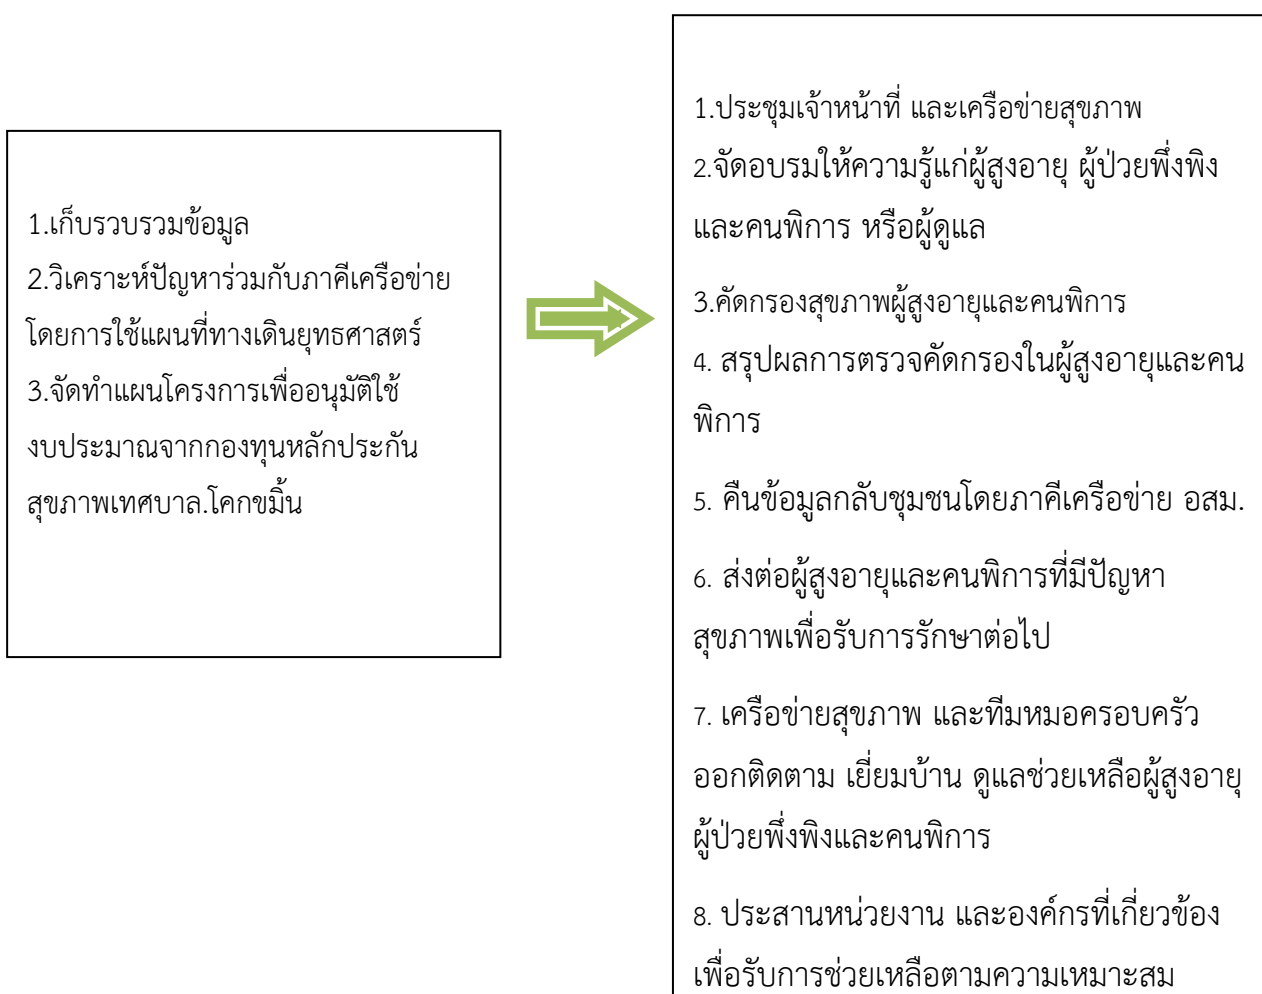 1.เก็บรวบรวมข้อมูล
2.วิเคราะห์ปัญหาร่วมกับภาคีเครือข่าย
โดยการใช้แผนที่ทางเดินยุทธศาสตร์
3.จัดทำแผนโครงการเพื่ออนุมัติใช้
งบประมาณจากกองทุนหลักประกัน
สุขภาพเทศบาล.โคกขมิ้น
1.ประชุมเจ้าหน้าที่ และเครือข่ายสุขภาพ
2.จัดอบรมให้ความรู้แก่ผู้สูงอายุ ผู้ป่วยพึ่งพิง
และคนพิการ หรือผู้ดูแล
3.คัดกรองสุขภาพผู้สูงอายุและคนพิการ
4. สรุปผลการตรวจคัดกรองในผู้สูงอายุและคน
พิการ
5. คืนข้อมูลกลับชุมชนโดยภาคีเครือข่าย อสม.
6. ส่งต่อผู้สูงอายุและคนพิการที่มีปัญหา
สุขภาพเพื่อรับการรักษาต่อไป
7. เครือข่ายสุขภาพ และทีมหมอครอบครัว
ออกติดตาม เยี่ยมบ้าน ดูแลช่วยเหลือผู้สูงอายุ
ผู้ป่วยพึ่งพิงและคนพิการ
8. ประสานหน่วยงาน และองค์กรที่เกี่ยวข้อง
เพื่อรับการช่วยเหลือตามความเหมาะสม